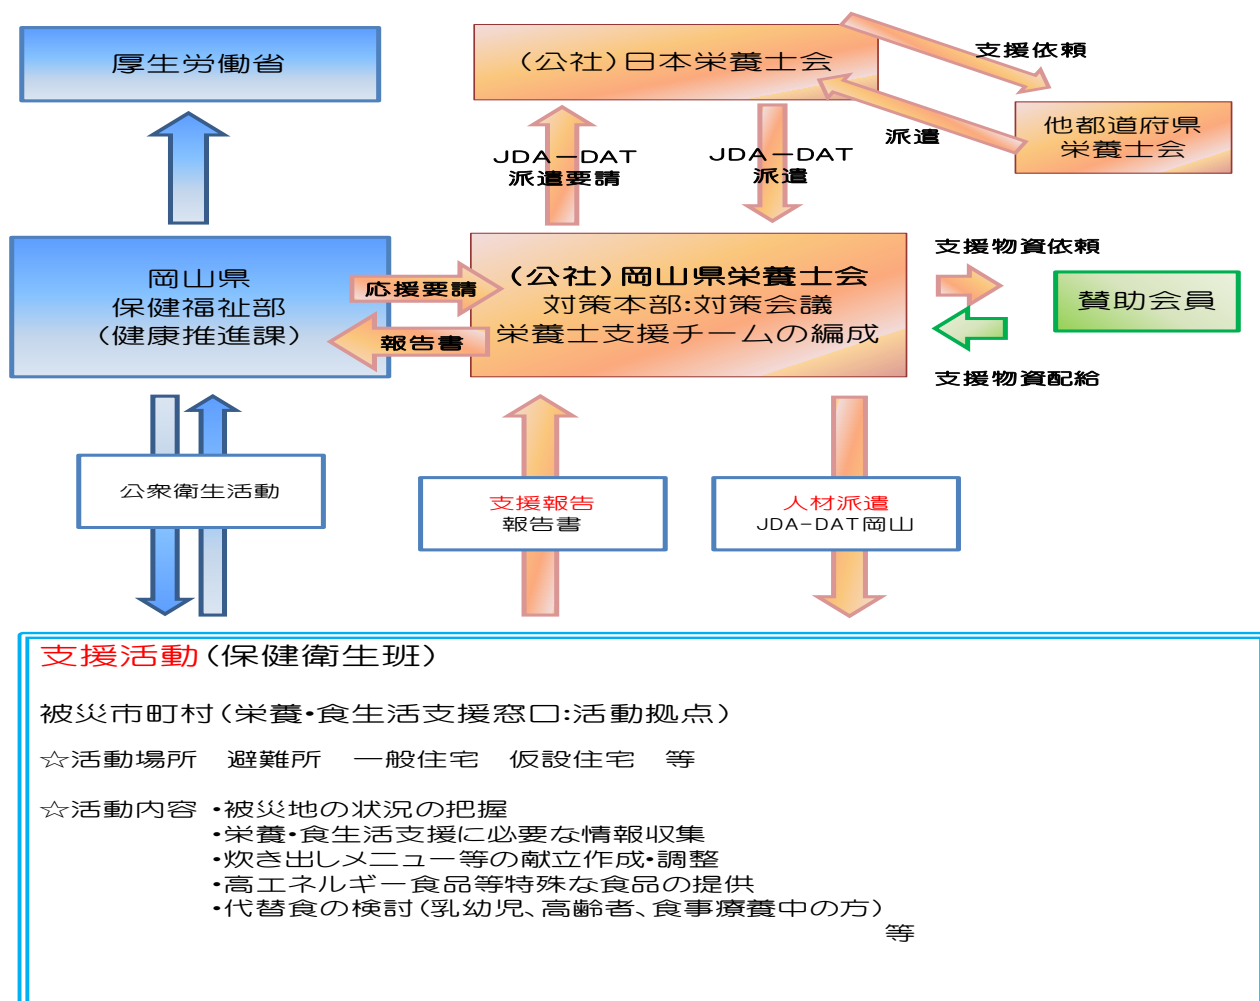 厚生労働省
(公社)日本栄養士会
支援依頼
派遣
他都道府県
栄養士会
JDA－DAT
派遣要請
JDA－DAT
派遣
岡山県
保健福祉部
(健康推進課)
応援要請
報告書
(公社)岡山県栄養士会
対策本部:対策会議
栄養士支援チームの編成
支援物資依頼
賛助会員
支援物資配給
公衆衛生活動
支援報告
報告書
人材派遣
JDA-DAT岡山
支援活動(保健衛生班)
被災市町村(栄養・食生活支援窓口:活動拠点)
☆活動場所　避難所　一般住宅　仮設住宅　等
☆活動内容 ・被災地の状況の把握
・栄養・食生活支援に必要な情報収集
・炊き出しメニュー等の献立作成・調整
・高エネルギー食品等特殊な食品の提供
・代替食の検討(乳幼児、高齢者、食事療養中の方)
等